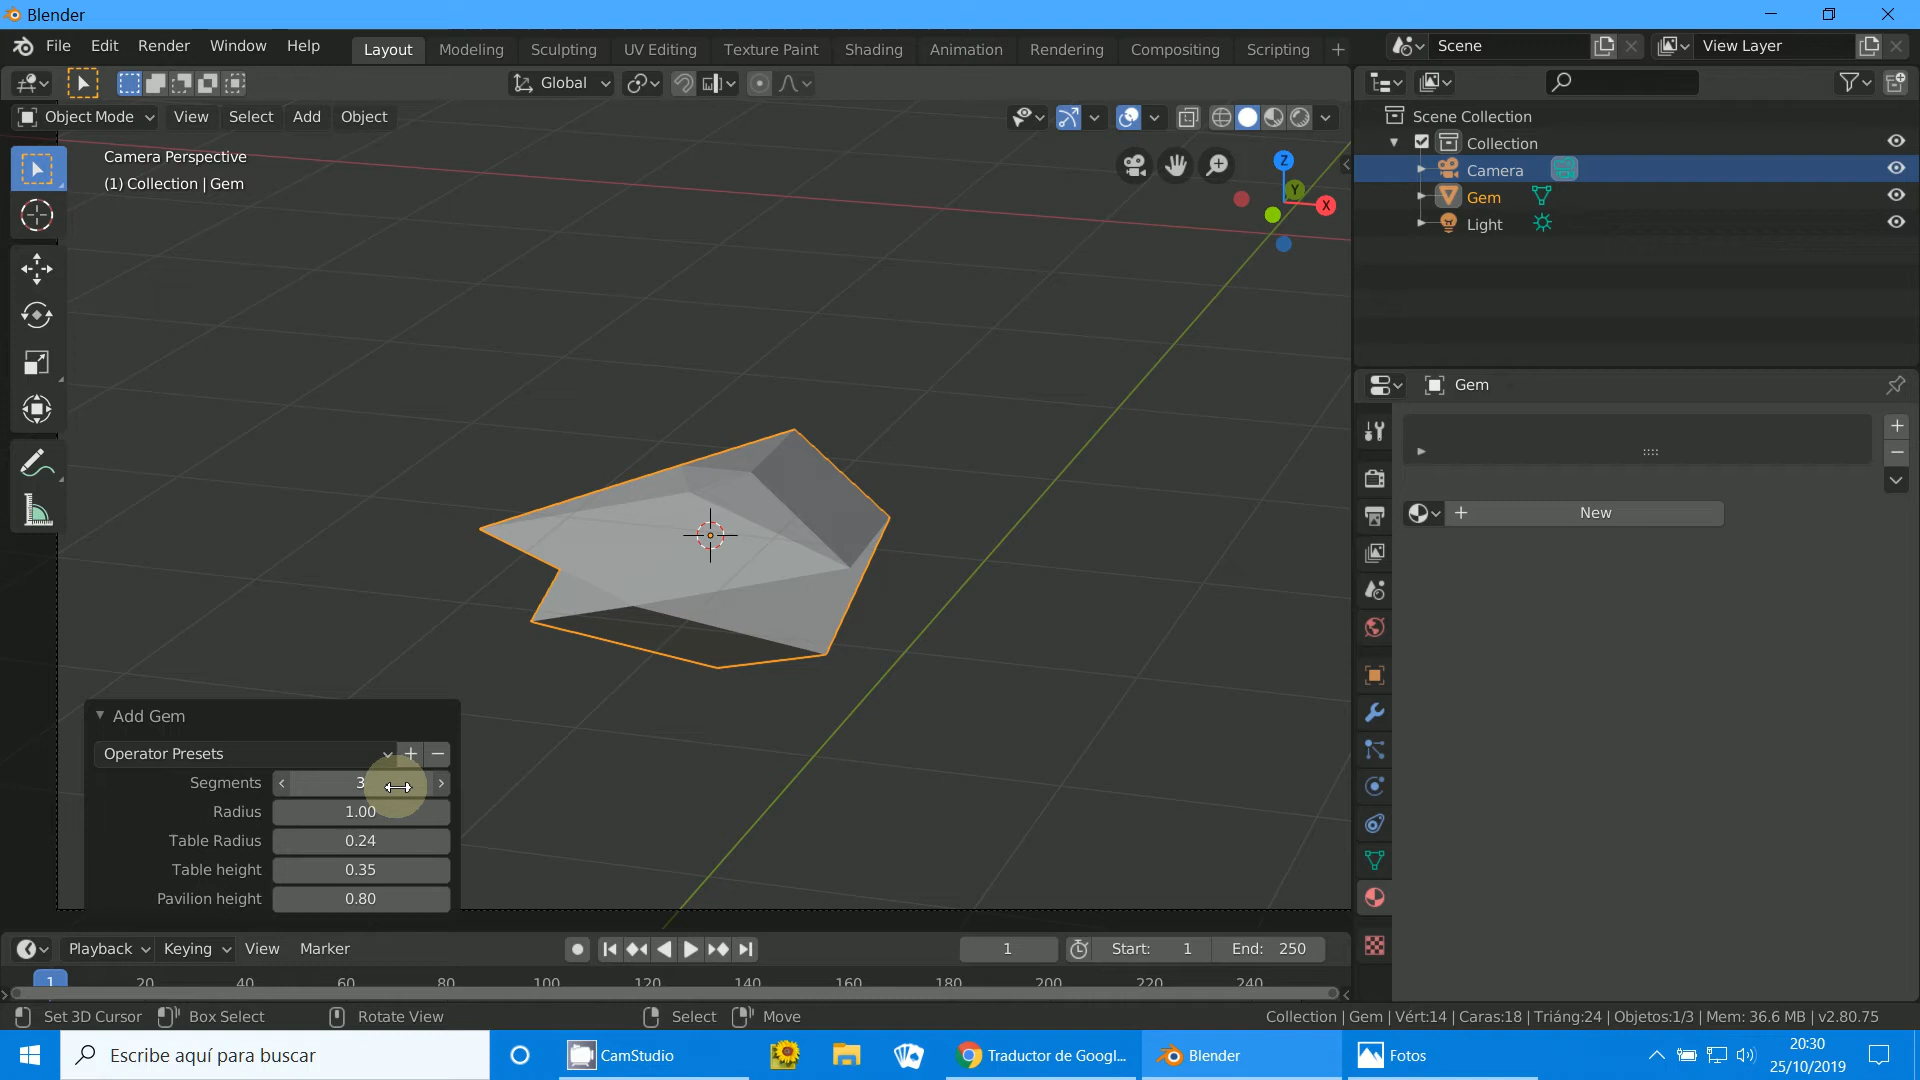 Blender
File Edit Render Window Help Layout Modeling Sculpting UV Editing Texture Paint Shading Animation Rendering Compositing Scripting + Scene View Layer
Global
Object Mode View Select Add Object
Camera Perspective
(1) Collection | Gem
Z
Y
X
Scene Collection
Collection
Camera
Gem
Light
Gem
+ New
Add Gem
Operator Presets + −
Segments 3
Radius 1.00
Table Radius 0.24
Table height 0.35
Pavilion height 0.80
Playback Keying View Marker 1 Start: 1 End: 250
1 20 40 60 80 100 120 140 160 180 200 220 240
Set 3D Cursor Box Select Rotate View Select Move Collection | Gem | Vért:14 | Caras:18 | Triáng:24 | Objetos:1/3 | Mem: 36.6 MB | v2.80.75
Escribe aquí para buscar CamStudio Traductor de Googl... Blender Fotos 20:30
25/10/2019